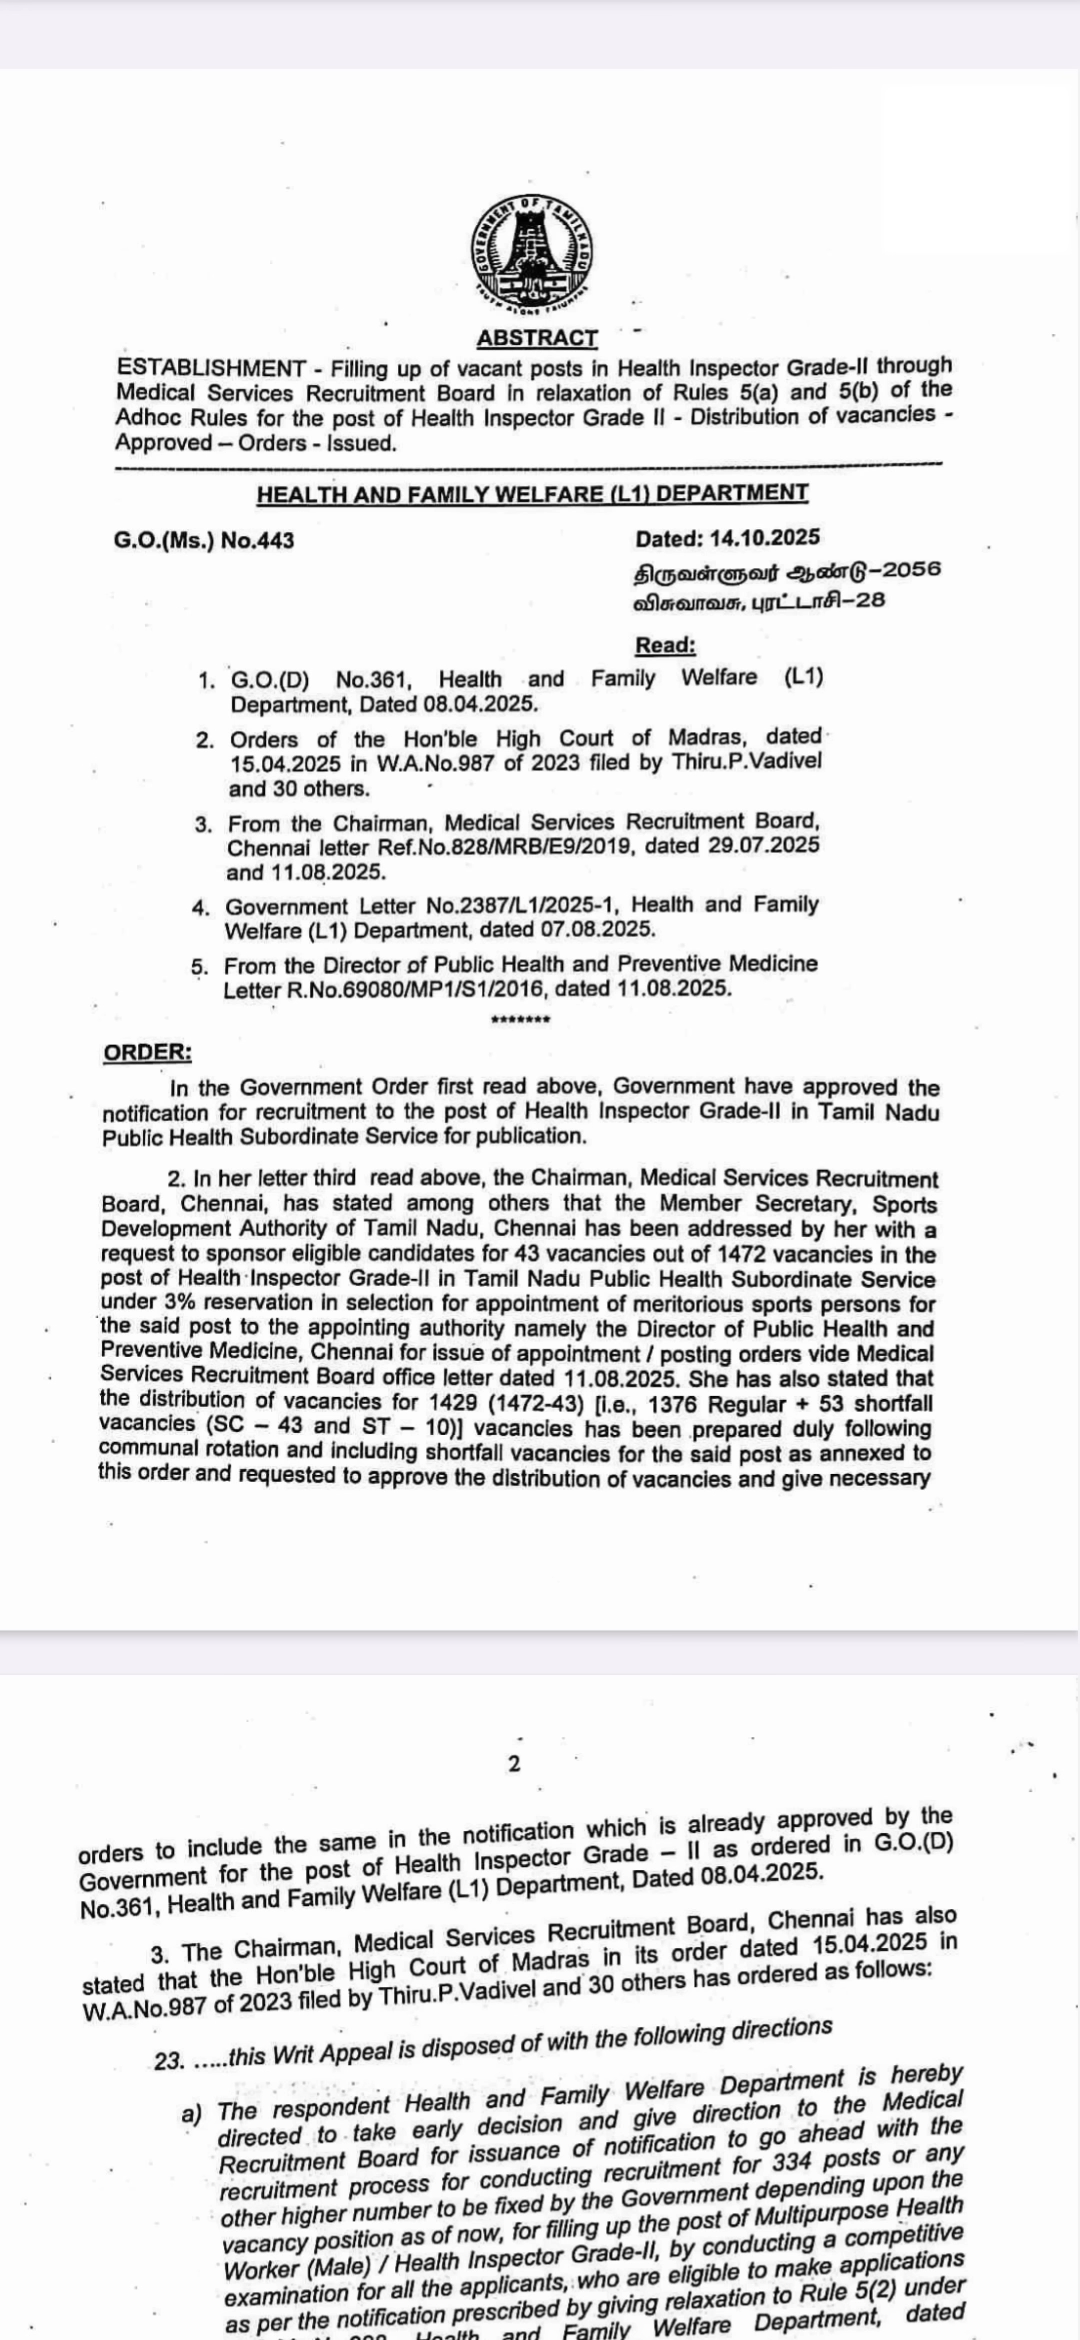 GOVERNMENT OF TAMILNADU
TRUTH ALONE TRIUMPHS
ABSTRACT
ESTABLISHMENT - Filling up of vacant posts in Health Inspector Grade-II through
Medical Services Recruitment Board in relaxation of Rules 5(a) and 5(b) of the
Adhoc Rules for the post of Health Inspector Grade II - Distribution of vacancies -
Approved – Orders - Issued.
HEALTH AND FAMILY WELFARE (L1) DEPARTMENT
G.O.(Ms.) No.443 Dated: 14.10.2025
திருவள்ளுவர் ஆண்டு-2056
விசுவாவசு, புரட்டாசி-28
Read:
1. G.O.(D) No.361, Health and Family Welfare (L1)
Department, Dated 08.04.2025.
2. Orders of the Hon'ble High Court of Madras, dated
15.04.2025 in W.A.No.987 of 2023 filed by Thiru.P.Vadivel
and 30 others.
3. From the Chairman, Medical Services Recruitment Board,
Chennai letter Ref.No.828/MRB/E9/2019, dated 29.07.2025
and 11.08.2025.
4. Government Letter No.2387/L1/2025-1, Health and Family
Welfare (L1) Department, dated 07.08.2025.
5. From the Director of Public Health and Preventive Medicine
Letter R.No.69080/MP1/S1/2016, dated 11.08.2025.
*******
ORDER:
In the Government Order first read above, Government have approved the
notification for recruitment to the post of Health Inspector Grade-II in Tamil Nadu
Public Health Subordinate Service for publication.
2. In her letter third read above, the Chairman, Medical Services Recruitment
Board, Chennai, has stated among others that the Member Secretary, Sports
Development Authority of Tamil Nadu, Chennai has been addressed by her with a
request to sponsor eligible candidates for 43 vacancies out of 1472 vacancies in the
post of Health Inspector Grade-II in Tamil Nadu Public Health Subordinate Service
under 3% reservation in selection for appointment of meritorious sports persons for
the said post to the appointing authority namely the Director of Public Health and
Preventive Medicine, Chennai for issue of appointment / posting orders vide Medical
Services Recruitment Board office letter dated 11.08.2025. She has also stated that
the distribution of vacancies for 1429 (1472-43) [i.e., 1376 Regular + 53 shortfall
vacancies (SC – 43 and ST – 10)] vacancies has been prepared duly following
communal rotation and including shortfall vacancies for the said post as annexed to
this order and requested to approve the distribution of vacancies and give necessary
2
orders to include the same in the notification which is already approved by the
Government for the post of Health Inspector Grade – II as ordered in G.O.(D)
No.361, Health and Family Welfare (L1) Department, Dated 08.04.2025.
3. The Chairman, Medical Services Recruitment Board, Chennai has also
stated that the Hon'ble High Court of Madras in its order dated 15.04.2025 in
W.A.No.987 of 2023 filed by Thiru.P.Vadivel and 30 others has ordered as follows:
23. .....this Writ Appeal is disposed of with the following directions
a) The respondent Health and Family Welfare Department is hereby
directed to take early decision and give direction to the Medical
Recruitment Board for issuance of notification to go ahead with the
recruitment process for conducting recruitment for 334 posts or any
other higher number to be fixed by the Government depending upon the
vacancy position as of now, for filling up the post of Multipurpose Health
Worker (Male) / Health Inspector Grade-II, by conducting a competitive
examination for all the applicants, who are eligible to make applications
as per the notification prescribed by giving relaxation to Rule 5(2) under
Health and Family Welfare Department, dated